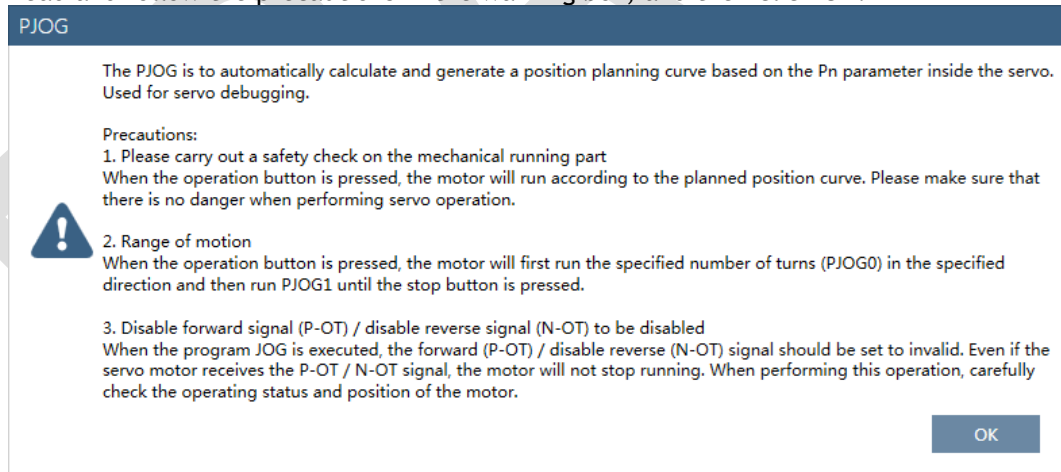 PJOG
The PJOG is to automatically calculate and generate a position planning curve based on the Pn parameter inside the servo.
Used for servo debugging.
Precautions:
1. Please carry out a safety check on the mechanical running part
When the operation button is pressed, the motor will run according to the planned position curve. Please make sure that
there is no danger when performing servo operation.
2. Range of motion
When the operation button is pressed, the motor will first run the specified number of turns (PJOG0) in the specified
direction and then run PJOG1 until the stop button is pressed.
3. Disable forward signal (P-OT) / disable reverse signal (N-OT) to be disabled
When the program JOG is executed, the forward (P-OT) / disable reverse (N-OT) signal should be set to invalid. Even if the
servo motor receives the P-OT / N-OT signal, the motor will not stop running. When performing this operation, carefully
check the operating status and position of the motor.
OK